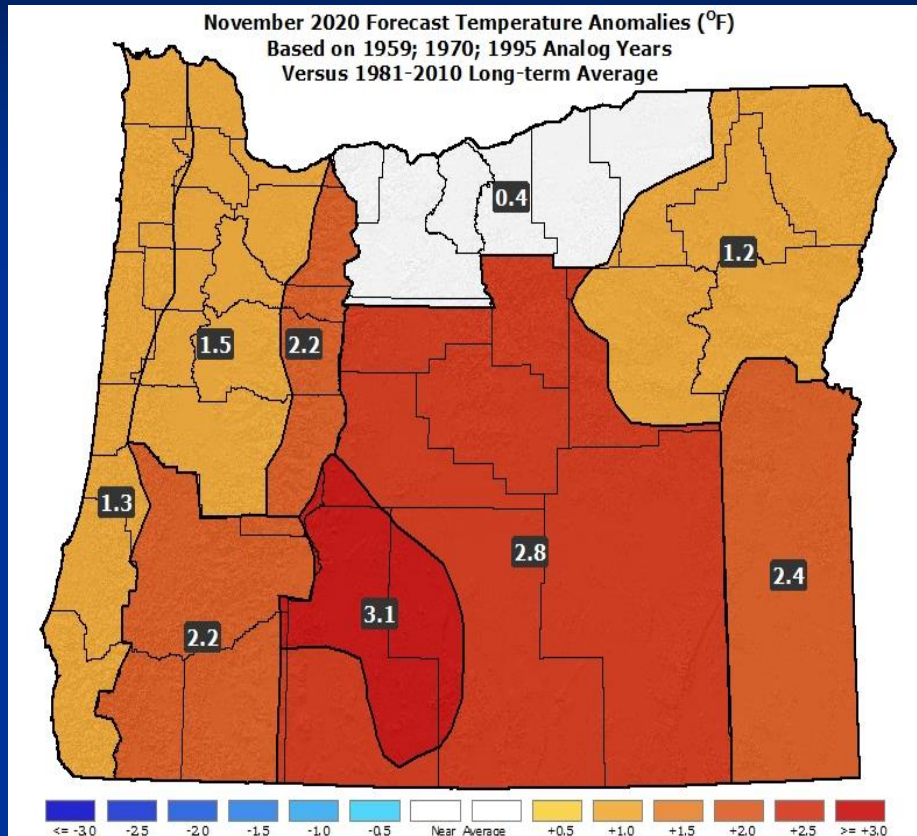 November 2020 Forecast Temperature Anomalies (⁰F)
Based on 1959; 1970; 1995 Analog Years
Versus 1981-2010 Long-term Average
0.4
1.2
1.5
2.2
1.3
2.8
2.4
3.1
2.2
<= -3.0 -2.5 -2.0 -1.5 -1.0 -0.5 Near Average +0.5 +1.0 +1.5 +2.0 +2.5 >= +3.0